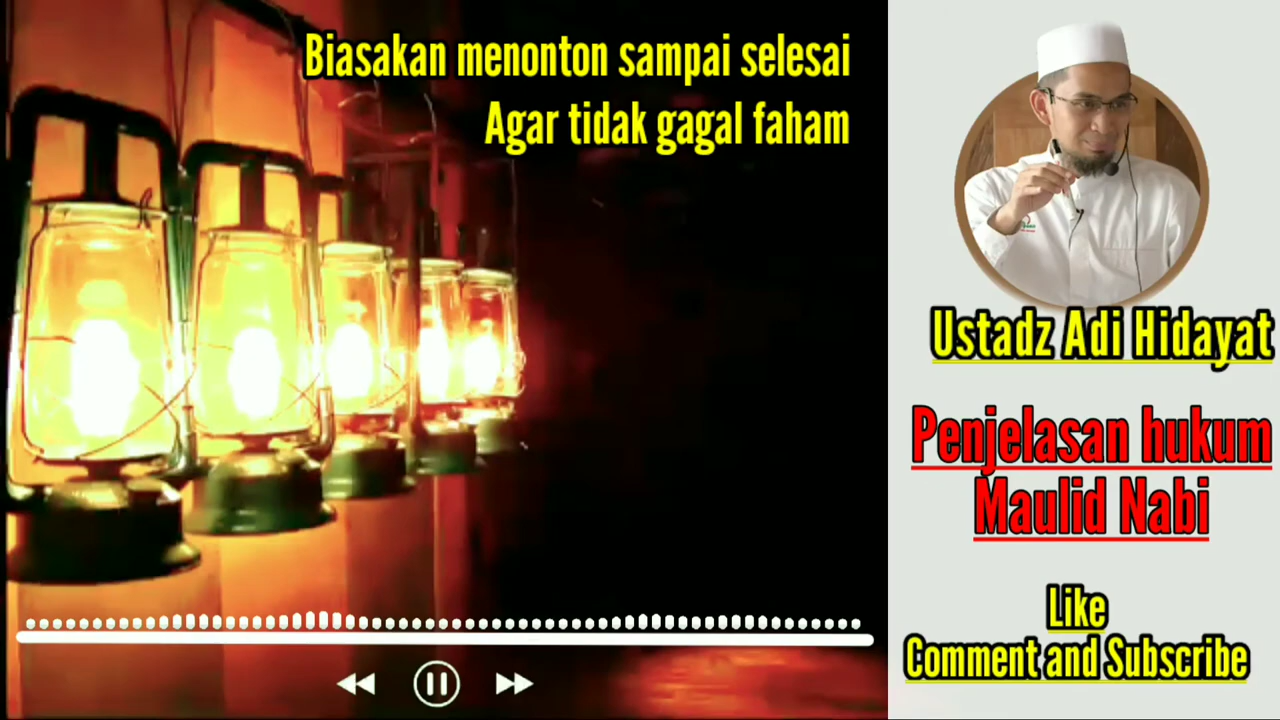 Biasakan menonton sampai selesai
Agar tidak gagal faham
Ustadz Adi Hidayat
Penjelasan hukum
Maulid Nabi
Like
Comment and Subscribe